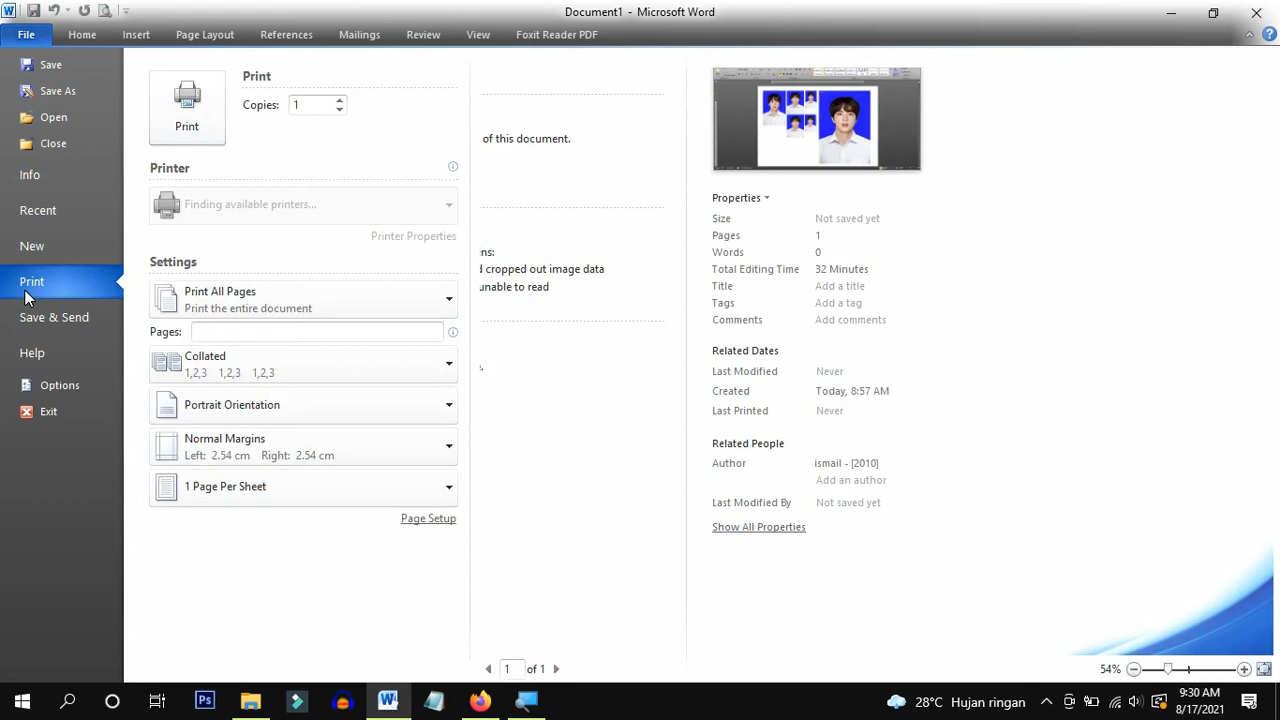 Document1 - Microsoft Word
File Home Insert Page Layout References Mailings Review View Foxit Reader PDF
Save
Save As
Open
Close
Info
Recent
New
Print
Save & Send
Help
Options
Exit
Print
Print
Copies: 1
Printer
Finding available printers...
Printer Properties
Settings
Print All Pages
Print the entire document
Pages:
Collated
1,2,3 1,2,3 1,2,3
Portrait Orientation
Normal Margins
Left: 2.54 cm Right: 2.54 cm
1 Page Per Sheet
Page Setup
of this document.
ins:
d cropped out image data
unable to read
1 of 1
Properties
Size Not saved yet
Pages 1
Words 0
Total Editing Time 32 Minutes
Title Add a title
Tags Add a tag
Comments Add comments
Related Dates
Last Modified Never
Created Today, 8:57 AM
Last Printed Never
Related People
Author ismail - [2010]
Add an author
Last Modified By Not saved yet
Show All Properties
54%
28°C Hujan ringan
9:30 AM
8/17/2021